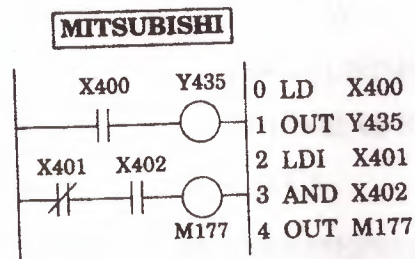 MITSUBISHI
X400 Y435
X401 X402
M177
0 LD X400
1 OUT Y435
2 LDI X401
3 AND X402
4 OUT M177